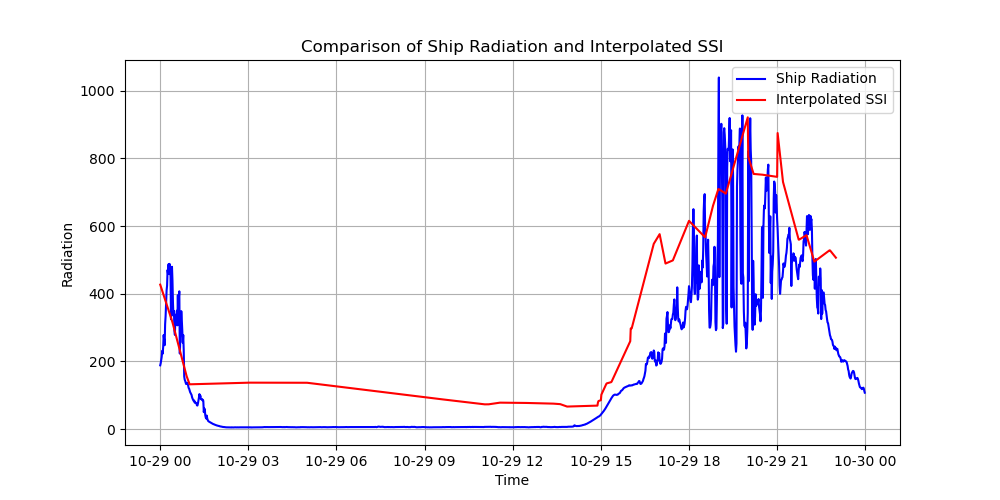 Comparison of Ship Radiation and Interpolated SSI
Ship Radiation
Interpolated SSI
Radiation
1000
800
600
400
200
0
10-29 00 10-29 03 10-29 06 10-29 09 10-29 12 10-29 15 10-29 18 10-29 21 10-30 00
Time